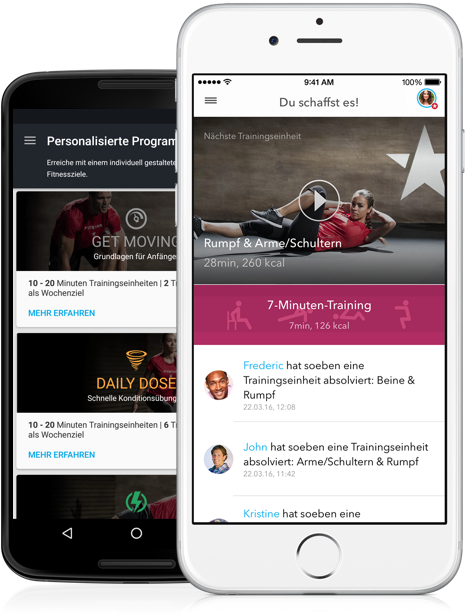 Personalisierte Program
Erreiche mit einem individuell gestaltete
Fitnessziele.
GET MOVING
Grundlagen für Anfänge
10 - 20 Minuten Trainingseinheiten | 2 T
als Wochenziel
MEHR ERFAHREN
DAILY DOSE
Schnelle Konditionsübung
10 - 20 Minuten Trainingseinheiten | 6 T
als Wochenziel
MEHR ERFAHREN
9:41 AM
100%
Du schaffst es!
Nächste Trainingseinheit
Rumpf & Arme/Schultern
28min, 260 kcal
7-Minuten-Training
7min, 126 kcal
Frederic hat soeben eine
Trainingseinheit absolviert: Beine &
Rumpf
22.03.16, 12:08
John hat soeben eine Trainingseinheit
absolviert: Arme/Schultern & Rumpf
22.03.16, 11:42
Kristine hat soeben eine